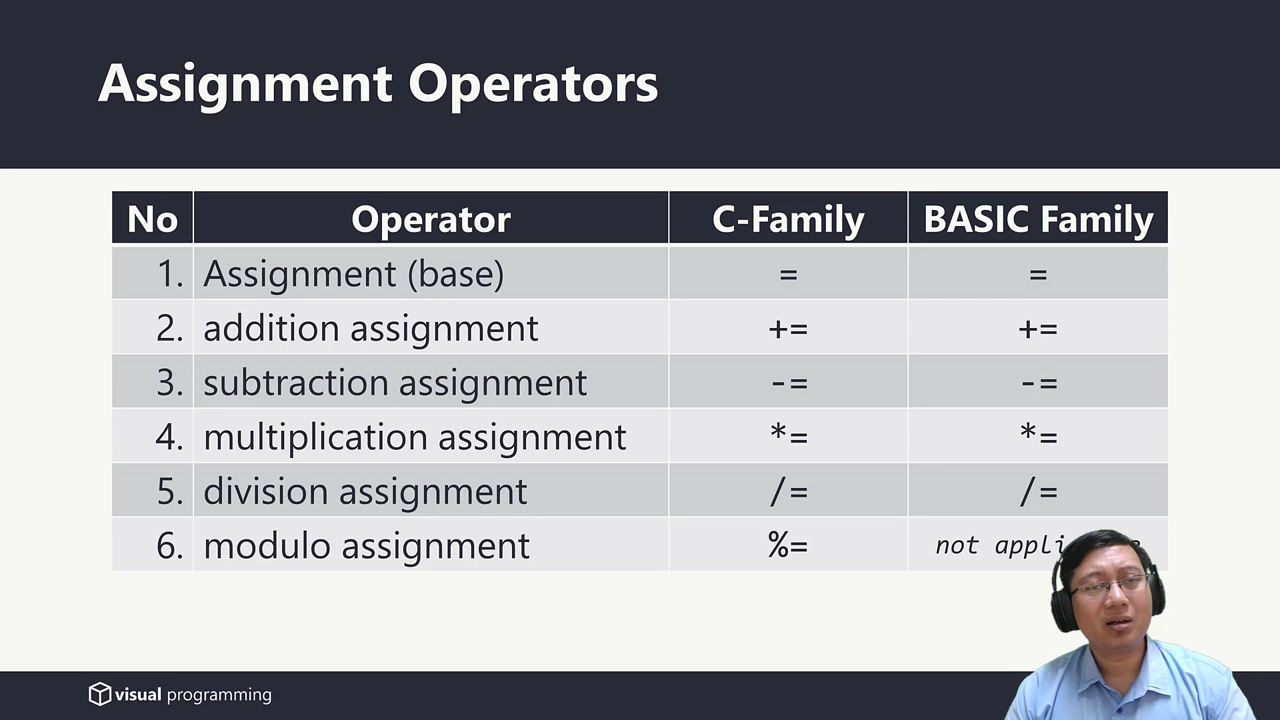 Assignment Operators
No Operator C-Family BASIC Family
1. Assignment (base) = =
2. addition assignment += +=
3. subtraction assignment -= -=
4. multiplication assignment *= *=
5. division assignment /= /=
6. modulo assignment %= not
visual programming